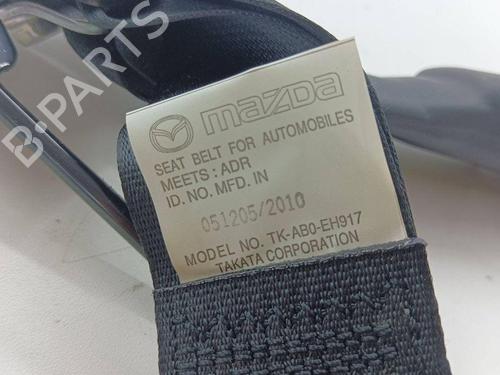 B-PARTS
mazda
SEAT BELT FOR AUTOMOBILES
MEETS : ADR
ID. NO. MFD. IN
051205/2010
MODEL NO. TK-AB0-EH917
TAKATA CORPORATION